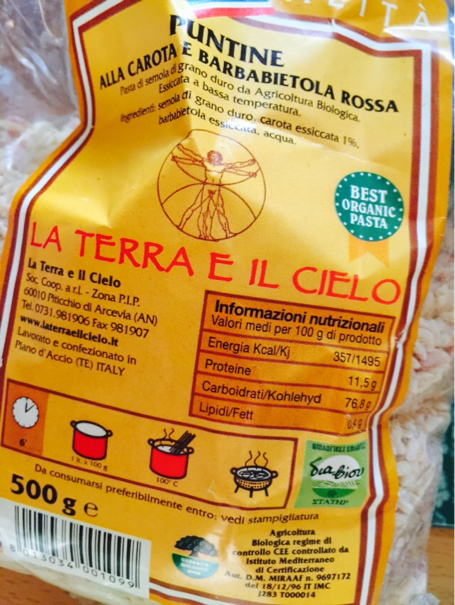 PUNTINE
ALLA CAROTA E BARBABIETOLA ROSSA
Pasta di semola di grano duro da Agricoltura Biologica.
Essiccata a bassa temperatura.
Ingredienti: semola di grano duro, carota essiccata 1%,
barbabietola essiccata, acqua.
BEST
ORGANIC
PASTA
LA TERRA E IL CIELO
La Terra e Il Cielo
Soc. Coop. a r.l. - Zona P.I.P.
60010 Piticchio di Arcevia (AN)
Tel. 0731.981906 Fax 981907
www.laterraeilcielo.it
Lavorato e confezionato in
Piano d'Accio (TE) ITALY
Informazioni nutrizionali
Valori medi per 100 g di prodotto
Energia Kcal/Kj 357/1495
Proteine 11,5g
Carboidrati/Kohlehyd 76,8g
Lipidi/Fett
6'
1 lt. x 100 g
100° C
Da consumarsi preferibilmente entro: vedi stampigliatura
500 g e
Agricoltura
Biologica regime di
controllo CEE controllato da
Istituto Mediterraneo
di Certificazione
Aut. D.M. MIRAAF n. 9697172
del 18/12/96 IT IMC
J283 T000014